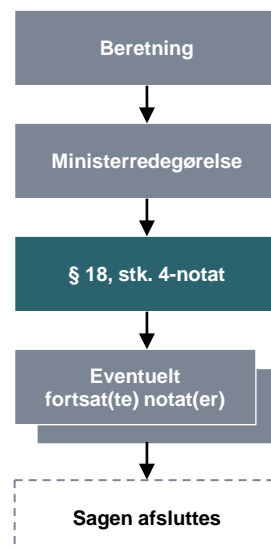 Beretning
Ministerredegørelse
§ 18, stk. 4-notat
Eventuelt
fortsat(te) notat(er)
Sagen afsluttes